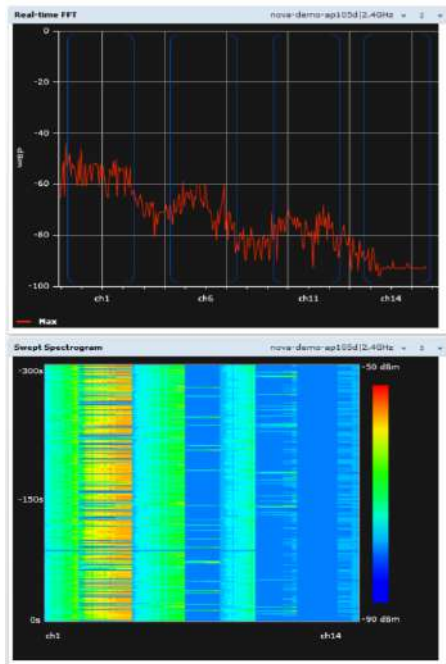 Real-time FFT
nova-demo-ap105d|2.4GHz
0
-20
-40
dBm
-60
-80
-100
ch1
ch6
ch11
ch14
Max
Swept Spectrogram
nova-demo-ap105d|2.4GHz
-300s
-50 dBm
-150s
0s
-90 dBm
ch1
ch14